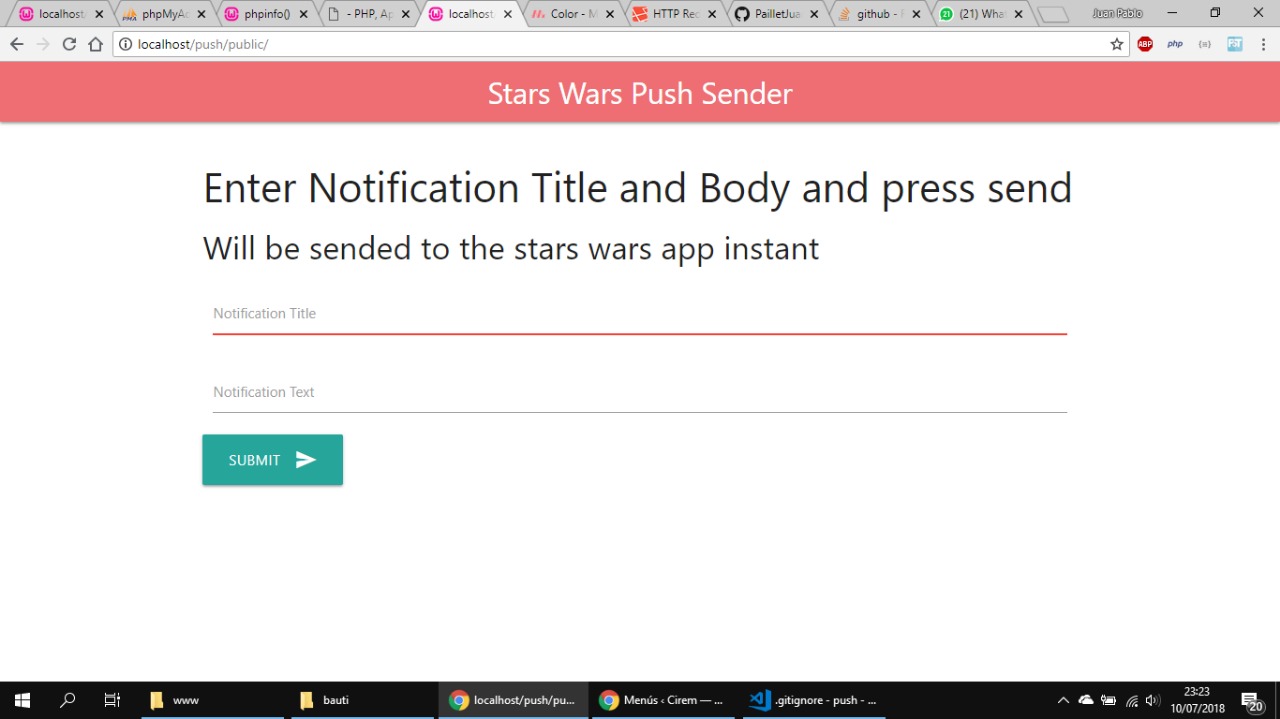 localhost/
phpMyAc
phpinfo()
- PHP, Ap
localhost/
Color - M
HTTP Rec
PailletJua
github - F
(21) Wha
Juan Pablo
localhost/push/public/
ABP
php
Stars Wars Push Sender
Enter Notification Title and Body and press send
Will be sended to the stars wars app instant
Notification Title
Notification Text
SUBMIT
www
bauti
localhost/push/pu...
Menús ‹ Cirem — ...
.gitignore - push - ...
23:23
10/07/2018
20